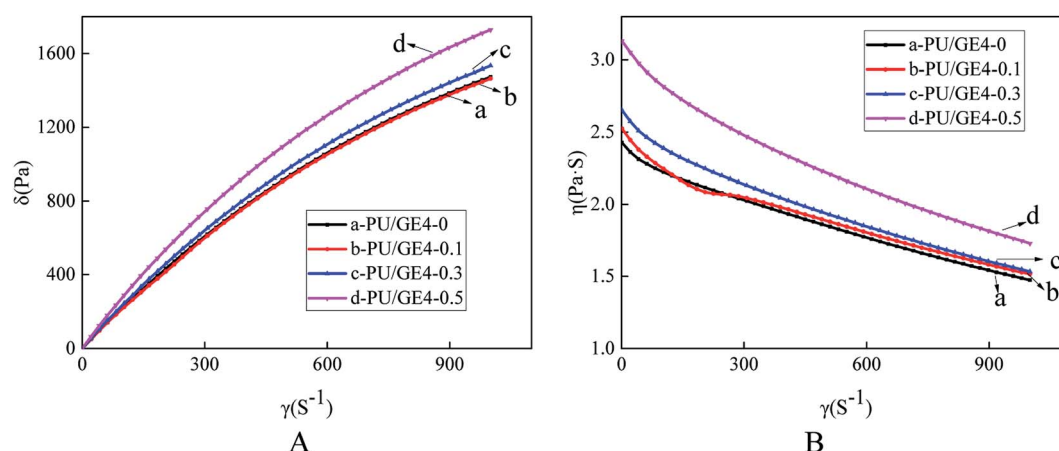 1600
1200
800
400
0
δ(Pa)
0 300 600 900
γ(S⁻¹)
d
c
b
a
a-PU/GE4-0
b-PU/GE4-0.1
c-PU/GE4-0.3
d-PU/GE4-0.5
A
3.0
2.5
2.0
1.5
1.0
η(Pa·S)
0 300 600 900
γ(S⁻¹)
a-PU/GE4-0
b-PU/GE4-0.1
c-PU/GE4-0.3
d-PU/GE4-0.5
d
c
a
b
B